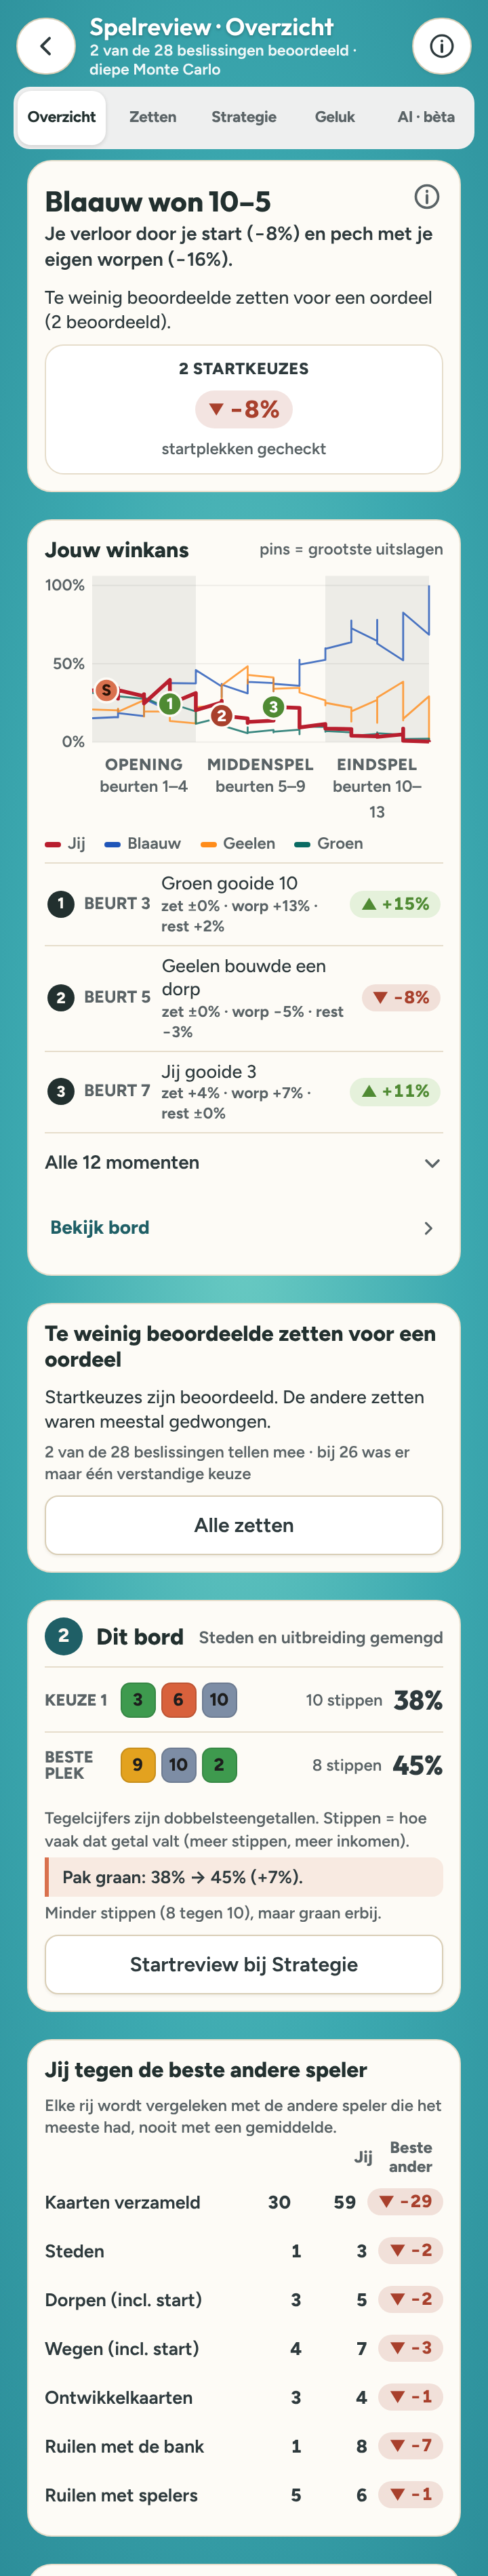 Spelreview · Overzicht
2 van de 28 beslissingen beoordeeld ·
diepe Monte Carlo
Overzicht Zetten Strategie Geluk AI · bèta
Blaauw won 10–5
Je verloor door je start (−8%) en pech met je
eigen worpen (−16%).
Te weinig beoordeelde zetten voor een oordeel
(2 beoordeeld).
2 STARTKEUZES
▼ −8%
startplekken gecheckt
Jouw winkans pins = grootste uitslagen
100%
50%
0%
S 1 2 3
OPENING MIDDENSPEL EINDSPEL
beurten 1–4 beurten 5–9 beurten 10–
13
Jij Blaauw Geelen Groen
1 BEURT 3 Groen gooide 10
zet ±0% · worp +13% ·
rest +2%
▲ +15%
2 BEURT 5 Geelen bouwde een
dorp
zet ±0% · worp −5% · rest
−3%
▼ −8%
3 BEURT 7 Jij gooide 3
zet +4% · worp +7% ·
rest ±0%
▲ +11%
Alle 12 momenten
Bekijk bord
Te weinig beoordeelde zetten voor een
oordeel
Startkeuzes zijn beoordeeld. De andere zetten
waren meestal gedwongen.
2 van de 28 beslissingen tellen mee · bij 26 was er
maar één verstandige keuze
Alle zetten
2 Dit bord Steden en uitbreiding gemengd
KEUZE 1 3 6 10 10 stippen 38%
BESTE
PLEK 9 10 2 8 stippen 45%
Tegelcijfers zijn dobbelsteengetallen. Stippen = hoe
vaak dat getal valt (meer stippen, meer inkomen).
Pak graan: 38% → 45% (+7%).
Minder stippen (8 tegen 10), maar graan erbij.
Startreview bij Strategie
Jij tegen de beste andere speler
Elke rij wordt vergeleken met de andere speler die het
meeste had, nooit met een gemiddelde.
Jij Beste
ander
Kaarten verzameld 30 59 ▼ −29
Steden 1 3 ▼ −2
Dorpen (incl. start) 3 5 ▼ −2
Wegen (incl. start) 4 7 ▼ −3
Ontwikkelkaarten 3 4 ▼ −1
Ruilen met de bank 1 8 ▼ −7
Ruilen met spelers 5 6 ▼ −1